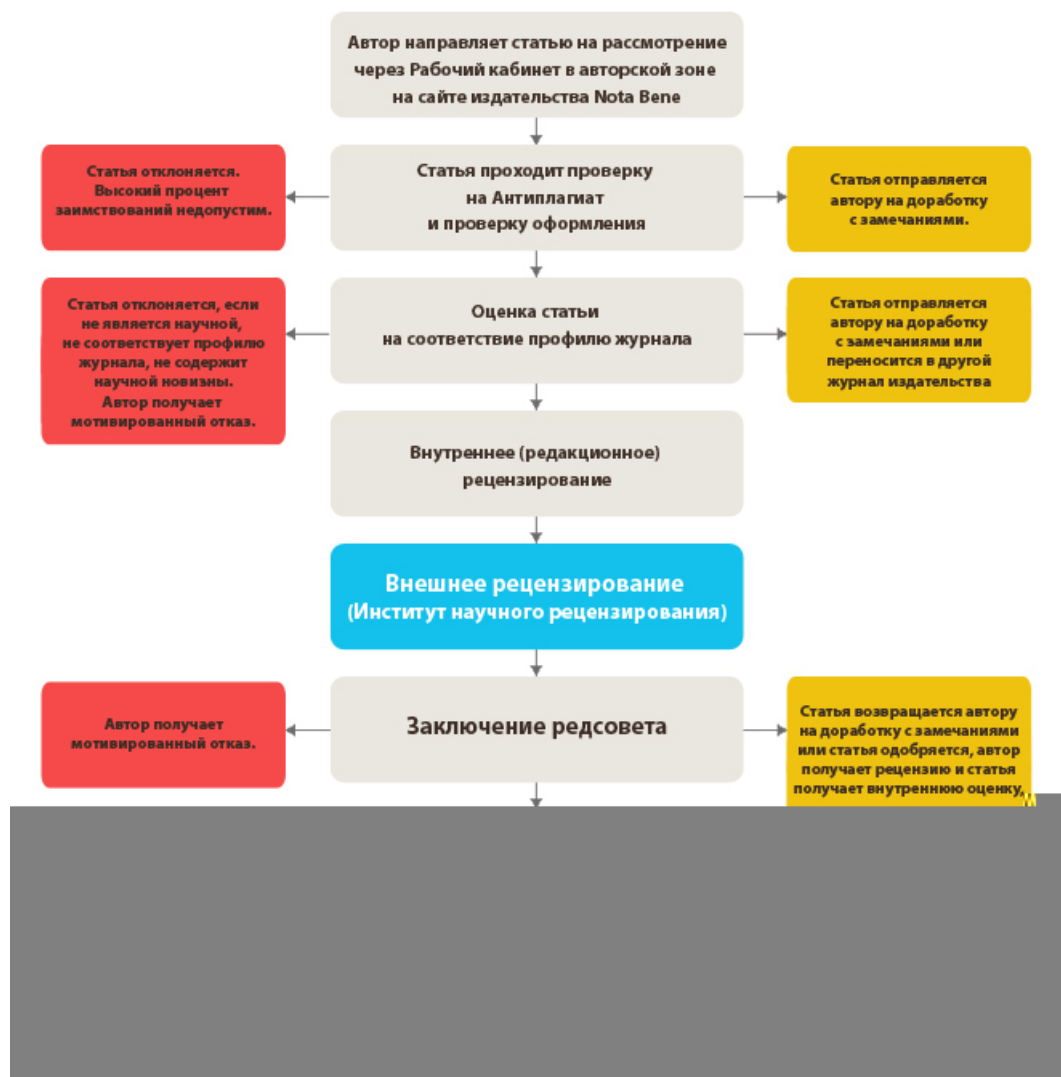 Автор направляет статью на рассмотрение
через Рабочий кабинет в авторской зоне
на сайте издательства Nota Bene
Статья отклоняется.
Высокий процент
заимствований недопустим.
Статья проходит проверку
на Антиплагиат
и проверку оформления
Статья отправляется
автору на доработку
с замечаниями.
Статья отклоняется, если
не является научной,
не соответствует профилю
журнала, не содержит
научной новизны.
Автор получает
мотивированный отказ.
Оценка статьи
на соответствие профилю журнала
Статья отправляется
автору на доработку
с замечаниями или
переносится в другой
журнал издательства
Внутреннее (редакционное)
рецензирование
Внешнее рецензирование
(Институт научного рецензирования)
Автор получает
мотивированный отказ.
Заключение редсовета
Статья возвращается автору
на доработку с замечаниями
или статья одобряется, автор
получает рецензию и статья
получает внутреннюю оценку,